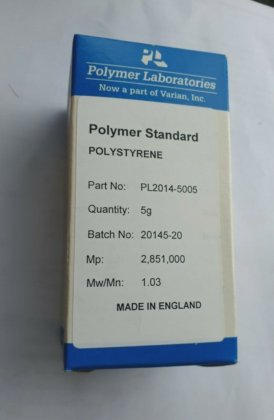 Polymer Laboratories
Now a part of Varian, Inc.
Polymer Standard
POLYSTYRENE
Part No: PL2014-5005
Quantity: 5g
Batch No: 20145-20
Mp: 2,851,000
Mw/Mn: 1.03
MADE IN ENGLAND